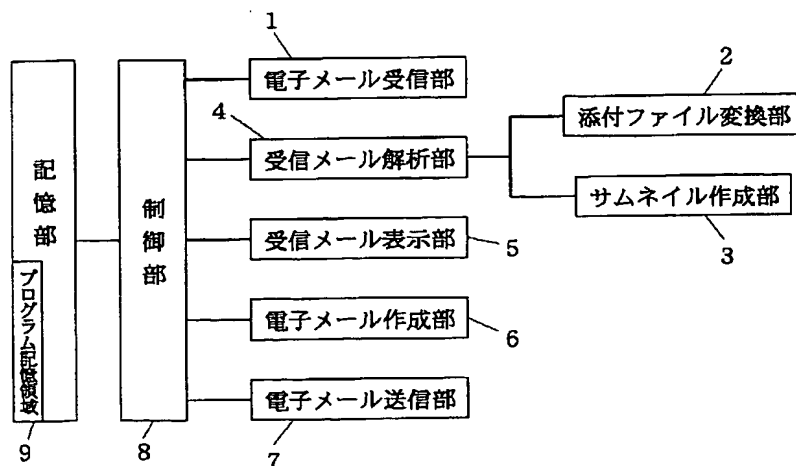 1
電子メール受信部
2
添付ファイル変換部
4
受信メール解析部
サムネイル作成部
3
記憶部
制御部
受信メール表示部
5
電子メール作成部
6
プログラム記憶領域
電子メール送信部
9
8
7